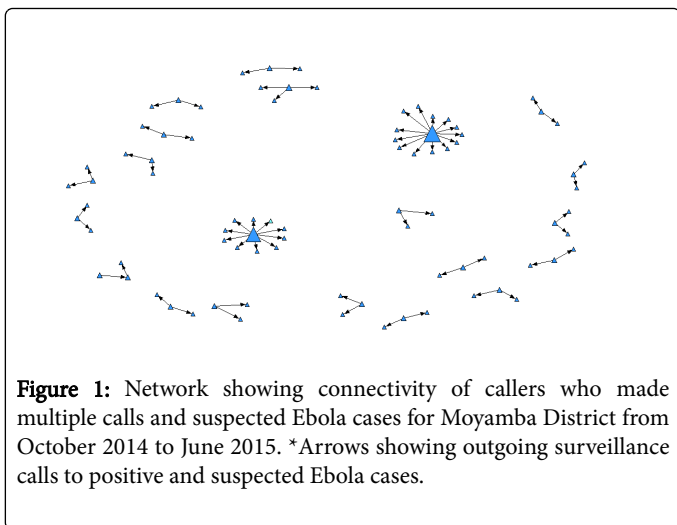 Figure 1: Network showing connectivity of callers who made
multiple calls and suspected Ebola cases for Moyamba District from
October 2014 to June 2015. *Arrows showing outgoing surveillance
calls to positive and suspected Ebola cases.